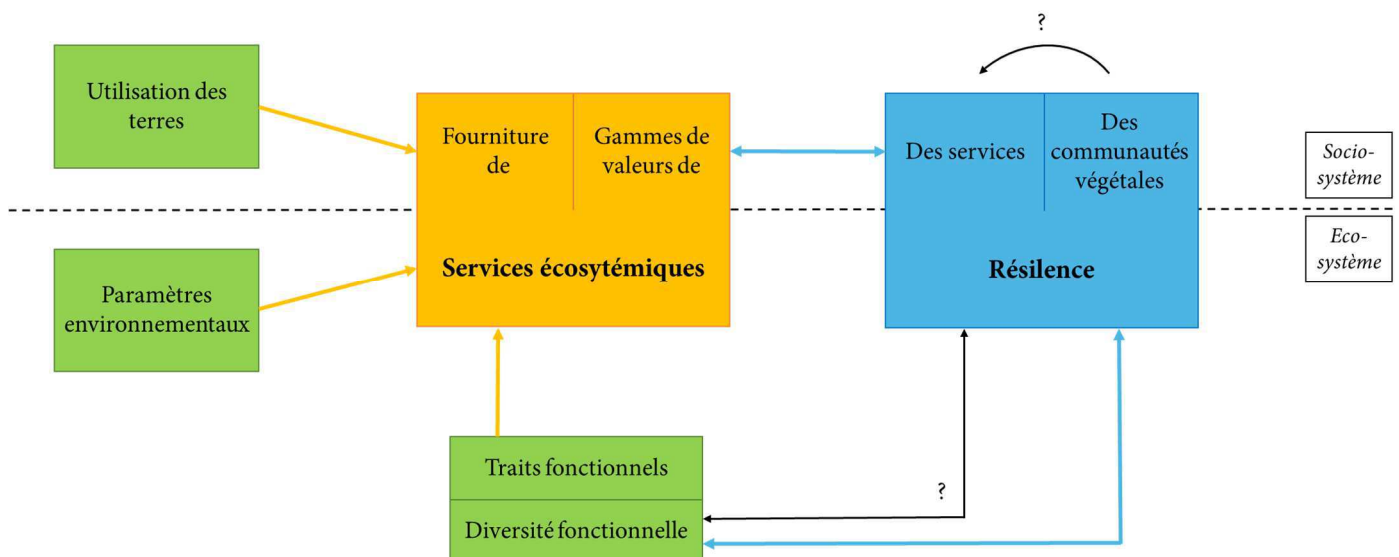 ?
Utilisation des
terres
Fourniture
de
Gammes de
valeurs de
Des services
Des
communautés
végétales
Socio-
système
Eco-
système
Paramètres
environnementaux
Services écosytémiques
Résilence
Traits fonctionnels
Diversité fonctionnelle
?